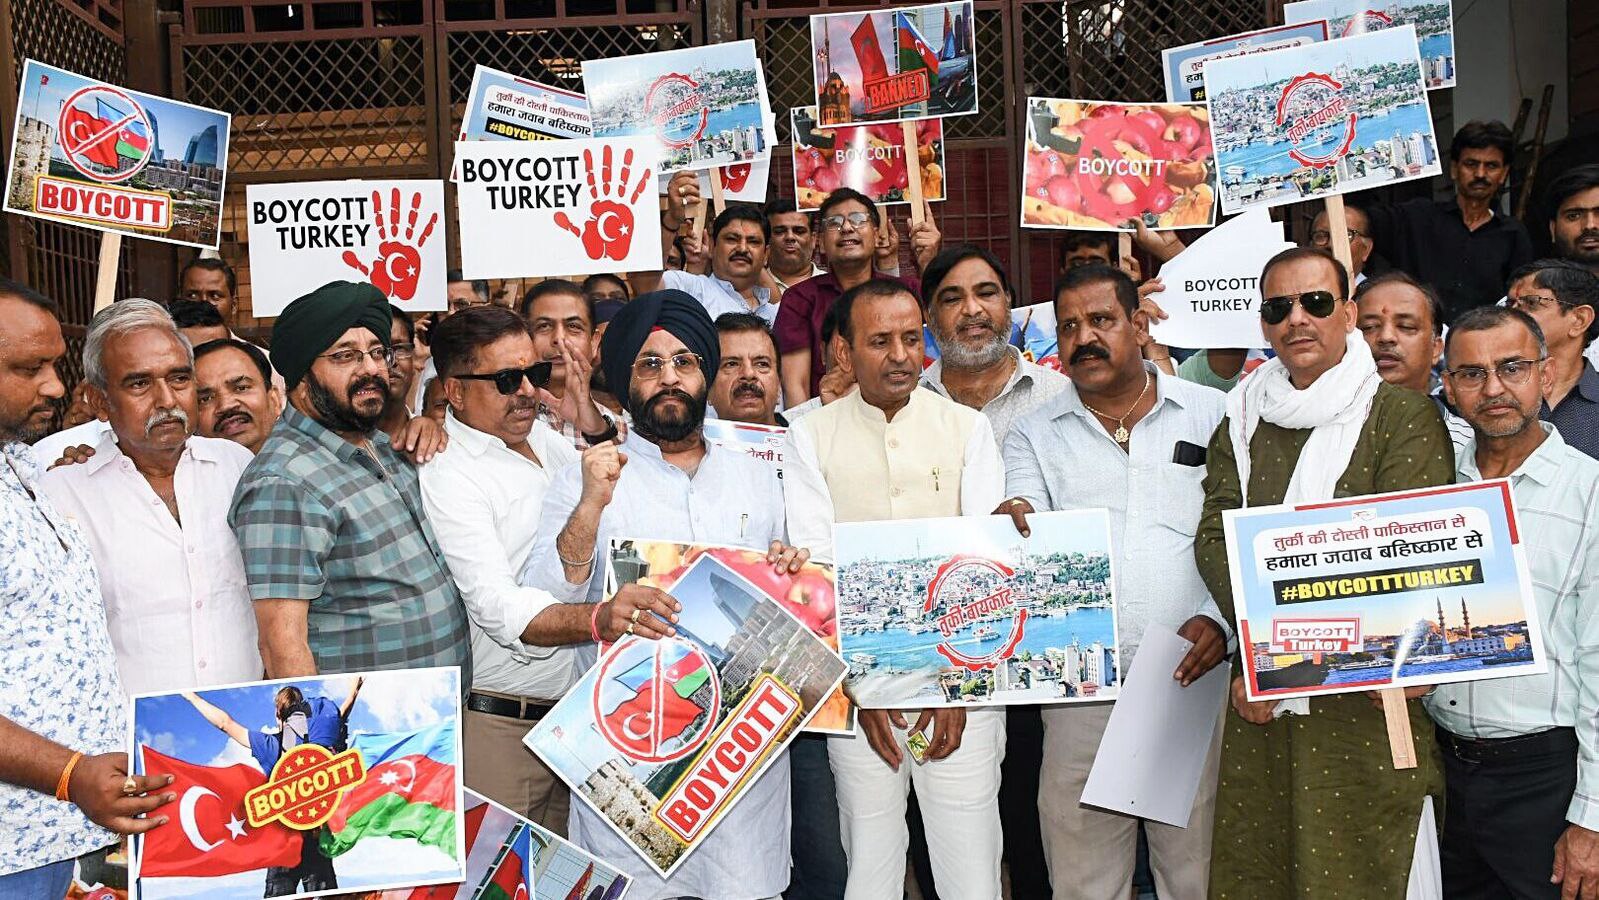 BOYCOTT
BOYCOTT
TURKEY
तुर्की की दोस्ती पाकिस्तान
हमारा जवाब बहिष्कार
#BOYCOTT
BOYCOTT
TURKEY
तुर्की बायकॉट
BANNED
BOYCOTT
BOYCOTT
तुर्की बायकॉट
BOYCOTT
TURKEY
BOYCOTT
BOYCOTT
तुर्की बायकॉट
तुर्की की दोस्ती पाकिस्तान से
हमारा जवाब बहिष्कार से
#BOYCOTTTURKEY
BOYCOTT
Turkey